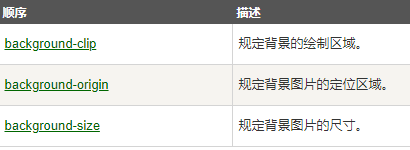 顺序 描述
background-clip 规定背景的绘制区域。
background-origin 规定背景图片的定位区域。
background-size 规定背景图片的尺寸。